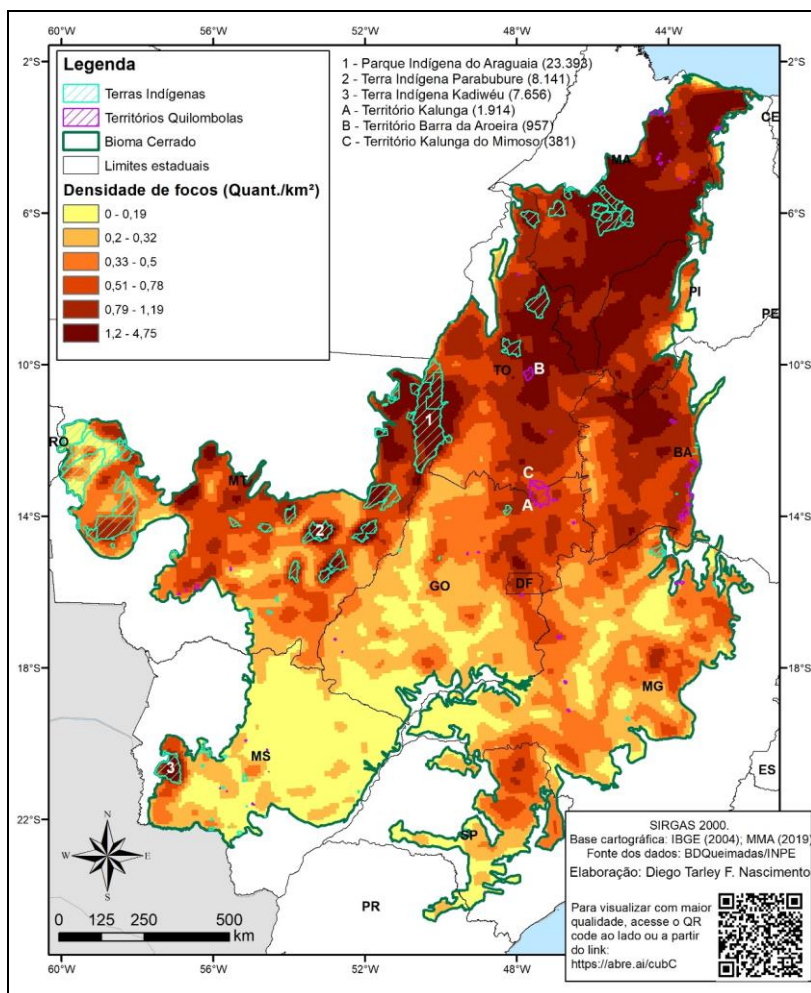 60°W 56°W 52°W 48°W 44°W
Legenda
Terras Indígenas
Territórios Quilombolas
Bioma Cerrado
Limites estaduais
Densidade de focos (Quant./km²)
0 - 0,19
0,2 - 0,32
0,33 - 0,5
0,51 - 0,78
0,79 - 1,19
1,2 - 4,75
1 - Parque Indígena do Araguaia (23.393)
2 - Terra Indígena Parabubure (8.141)
3 - Terra Indígena Kadiwéu (7.656)
A - Território Kalunga (1.914)
B - Território Barra da Aroeira (957)
C - Território Kalunga do Mimoso (381)
2°S
6°S
10°S
14°S
18°S
22°S
2°S
6°S
10°S
14°S
18°S
22°S
CE
MA
PI
PE
TO
B
1
RO
MT
BA
C
A
2
GO
DF
MG
MS
3
ES
SP
PR
N
W E
S
0 125 250 500
km
SIRGAS 2000.
Base cartográfica: IBGE (2004); MMA (2019)
Fonte dos dados: BDQueimadas/INPE
Elaboração: Diego Tarley F. Nascimento
Para visualizar com maior
qualidade, acesse o QR
code ao lado ou a partir
do link:
https://abre.ai/cubC
60°W 56°W 52°W 48°W 44°W